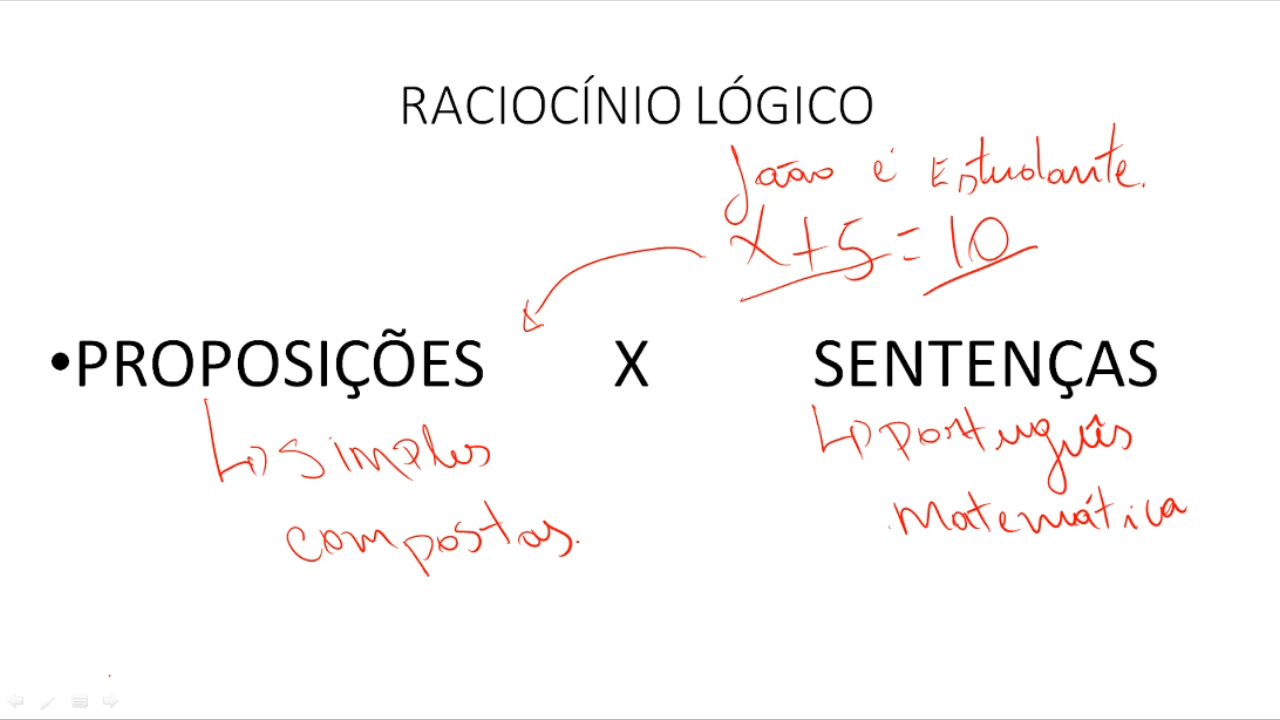 RACIOCÍNIO LÓGICO
João é Estudante.
x+5=10
•PROPOSIÇÕES X SENTENÇAS
simples
compostas.
português
Matemática